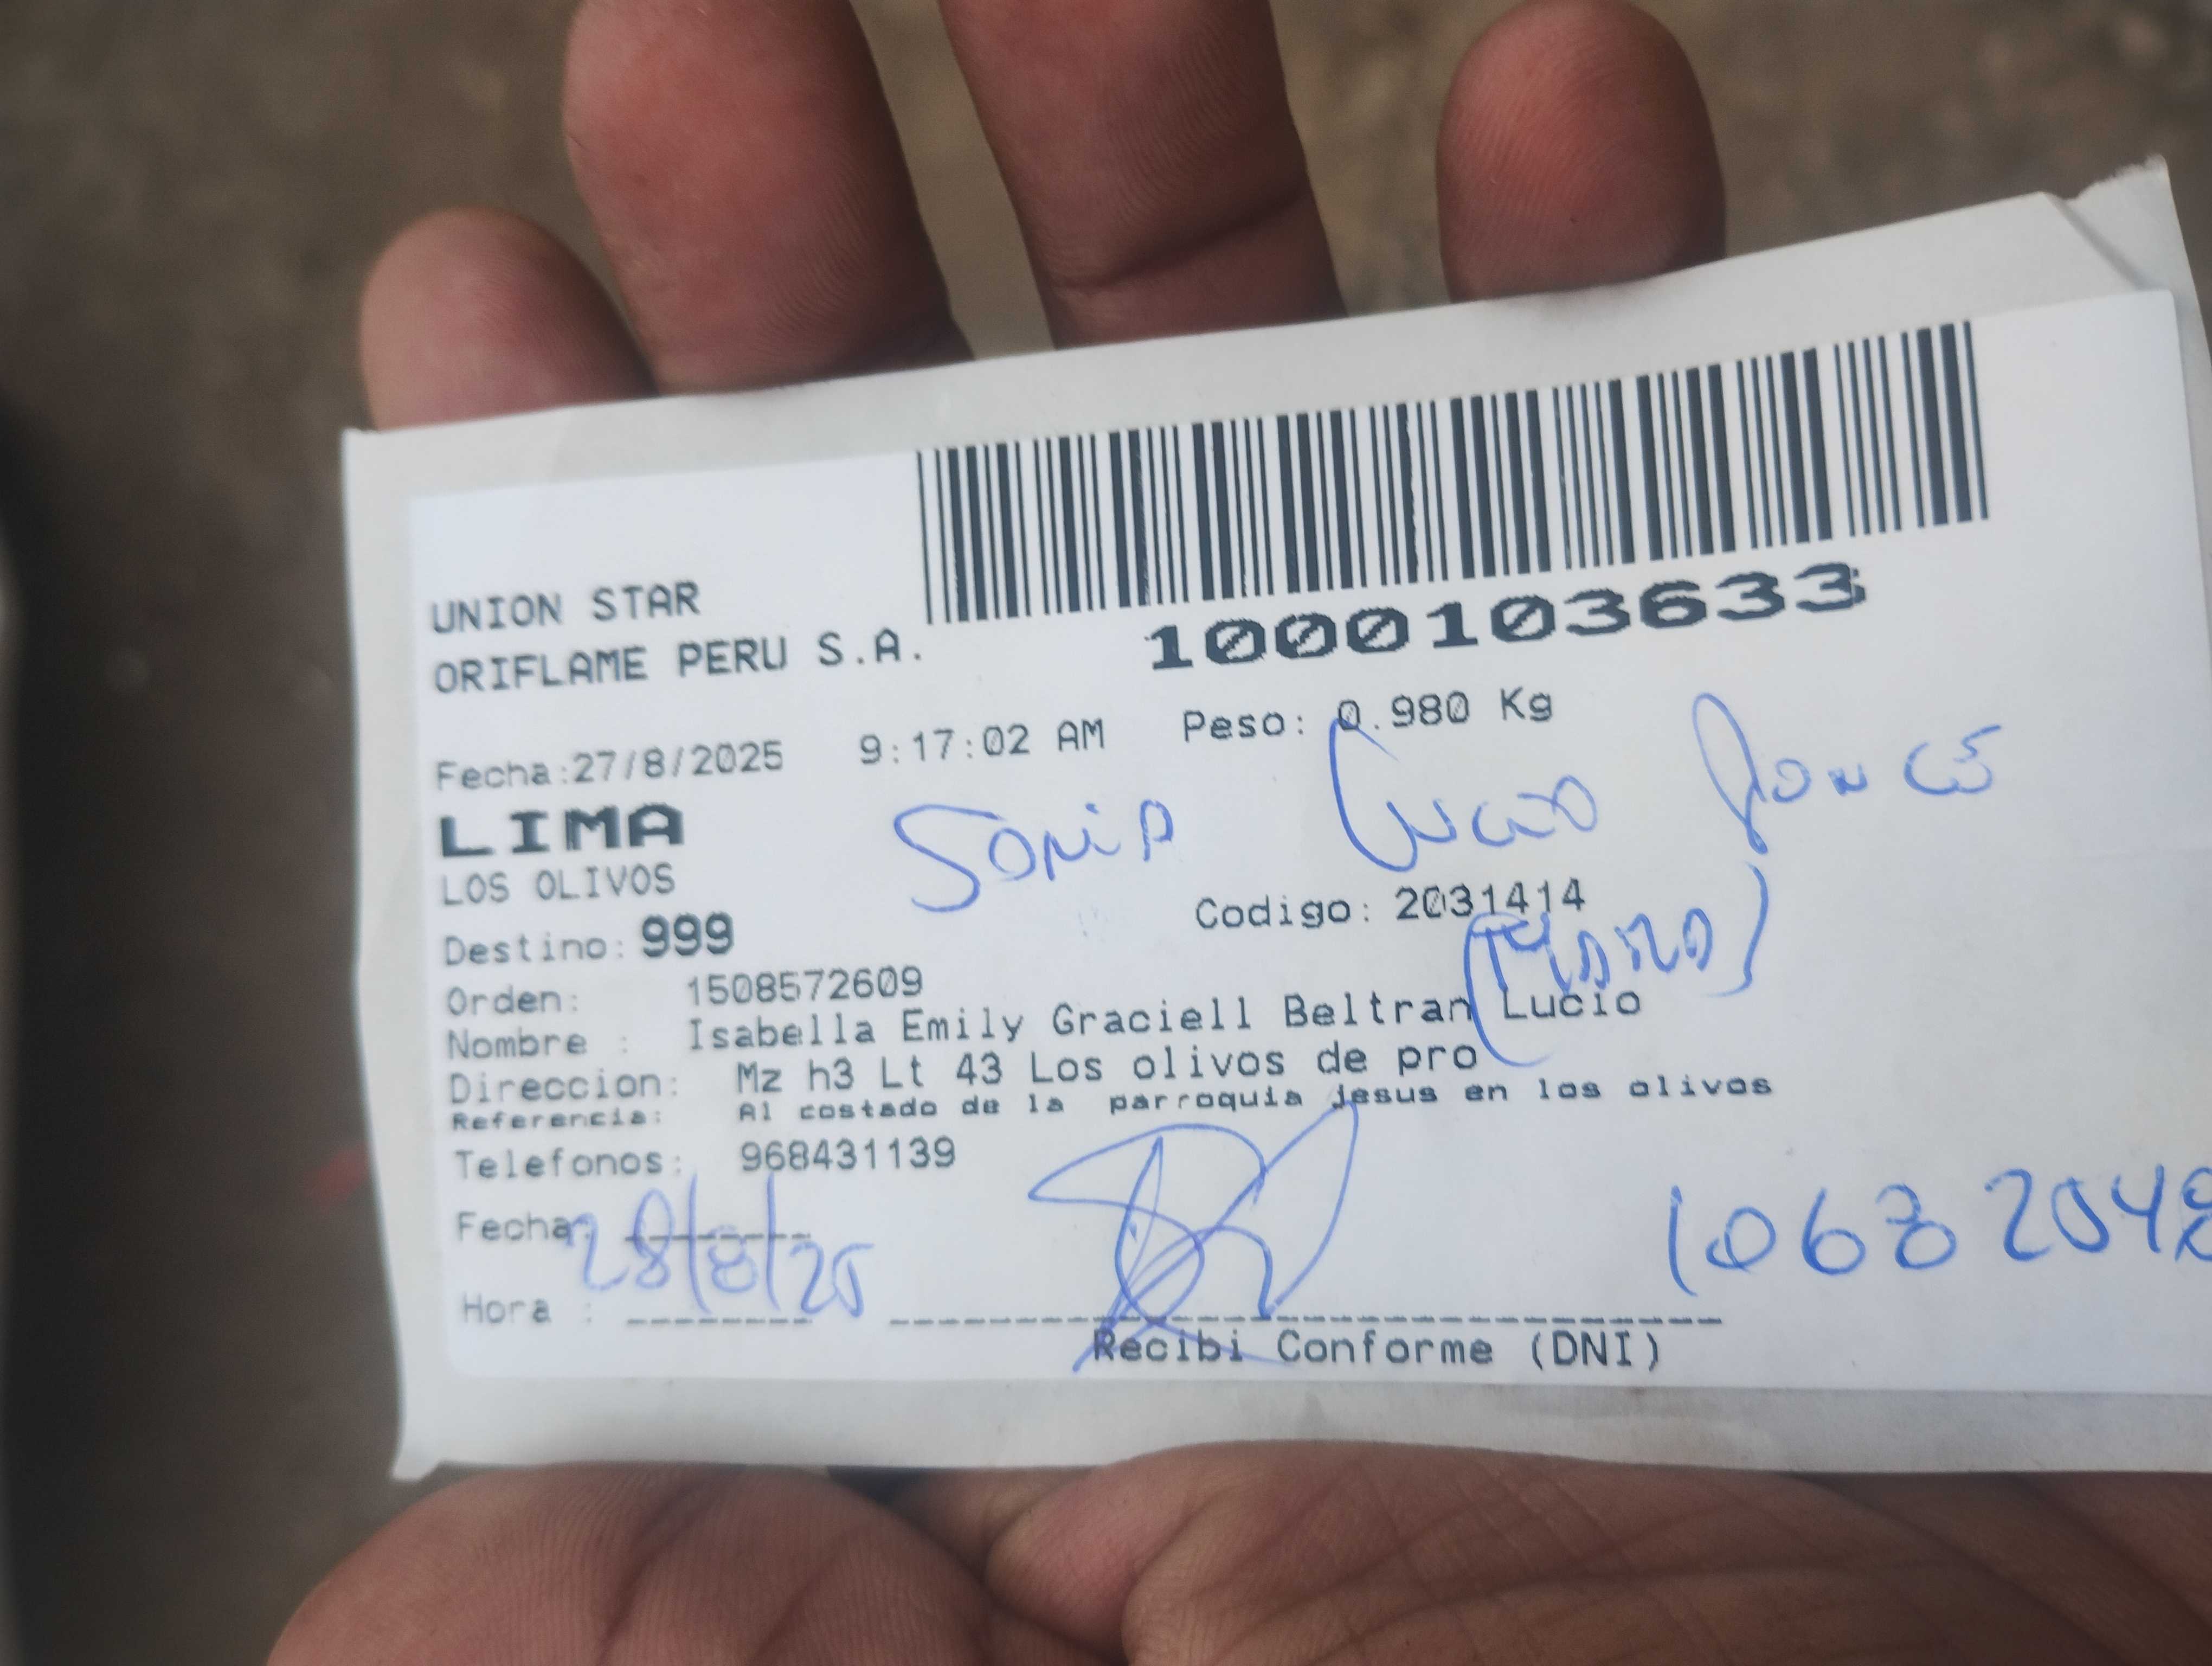 1000103633
UNION STAR
ORIFLAME PERU S.A.
Fecha:27/8/2025 9:17:02 AM Peso: 0.980 Kg
LIMA
Sonia Lucio Ponce
LOS OLIVOS
Codigo: 2031414
Destino: 999
Orden: 1508572609
Nombre : Isabella Emily Graciell Beltran Lucio
Direccion: Mz h3 Lt 43 Los olivos de pro
Referencia: Al costado de la parroquia jesus en los olivos
Telefonos: 968431139
Fecha: 28/8/25
Hora :
Recibi Conforme (DNI)